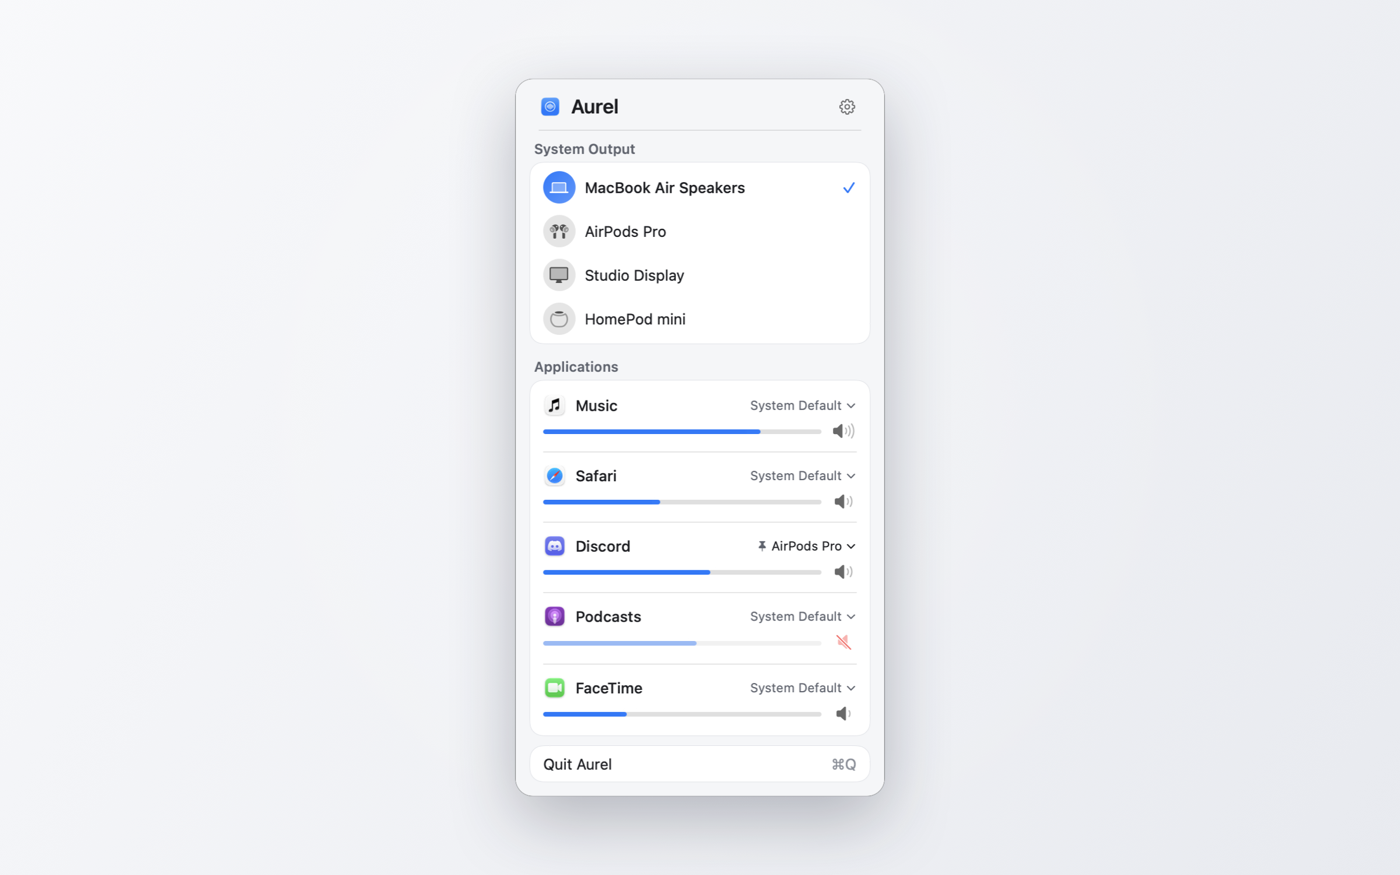 Aurel
System Output
MacBook Air Speakers
AirPods Pro
Studio Display
HomePod mini
Applications
Music System Default
Safari System Default
Discord AirPods Pro
Podcasts System Default
FaceTime System Default
Quit Aurel ⌘Q